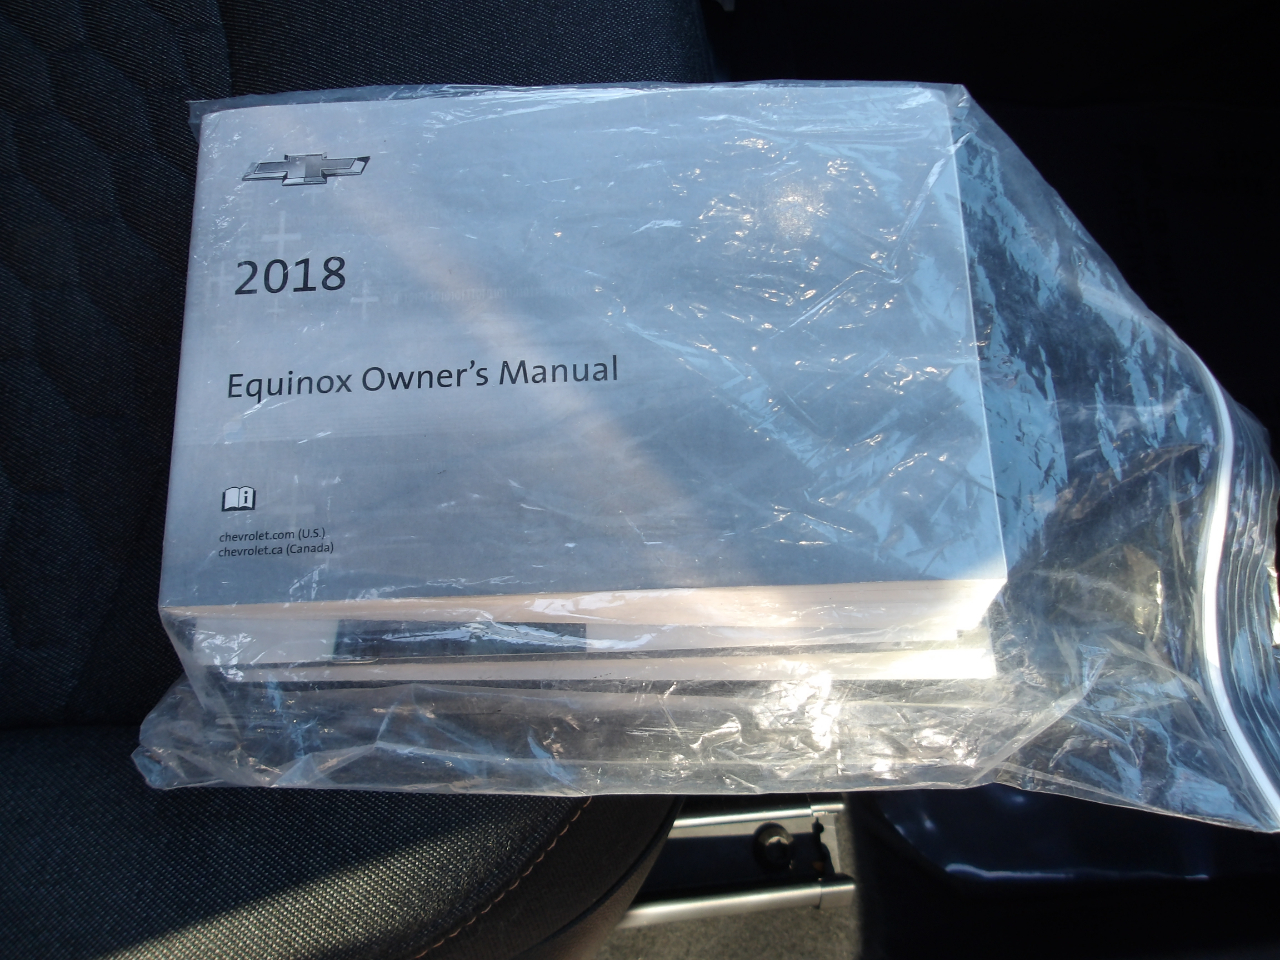 2018
Equinox Owner's Manual
i
chevrolet.com (U.S.)
chevrolet.ca (Canada)